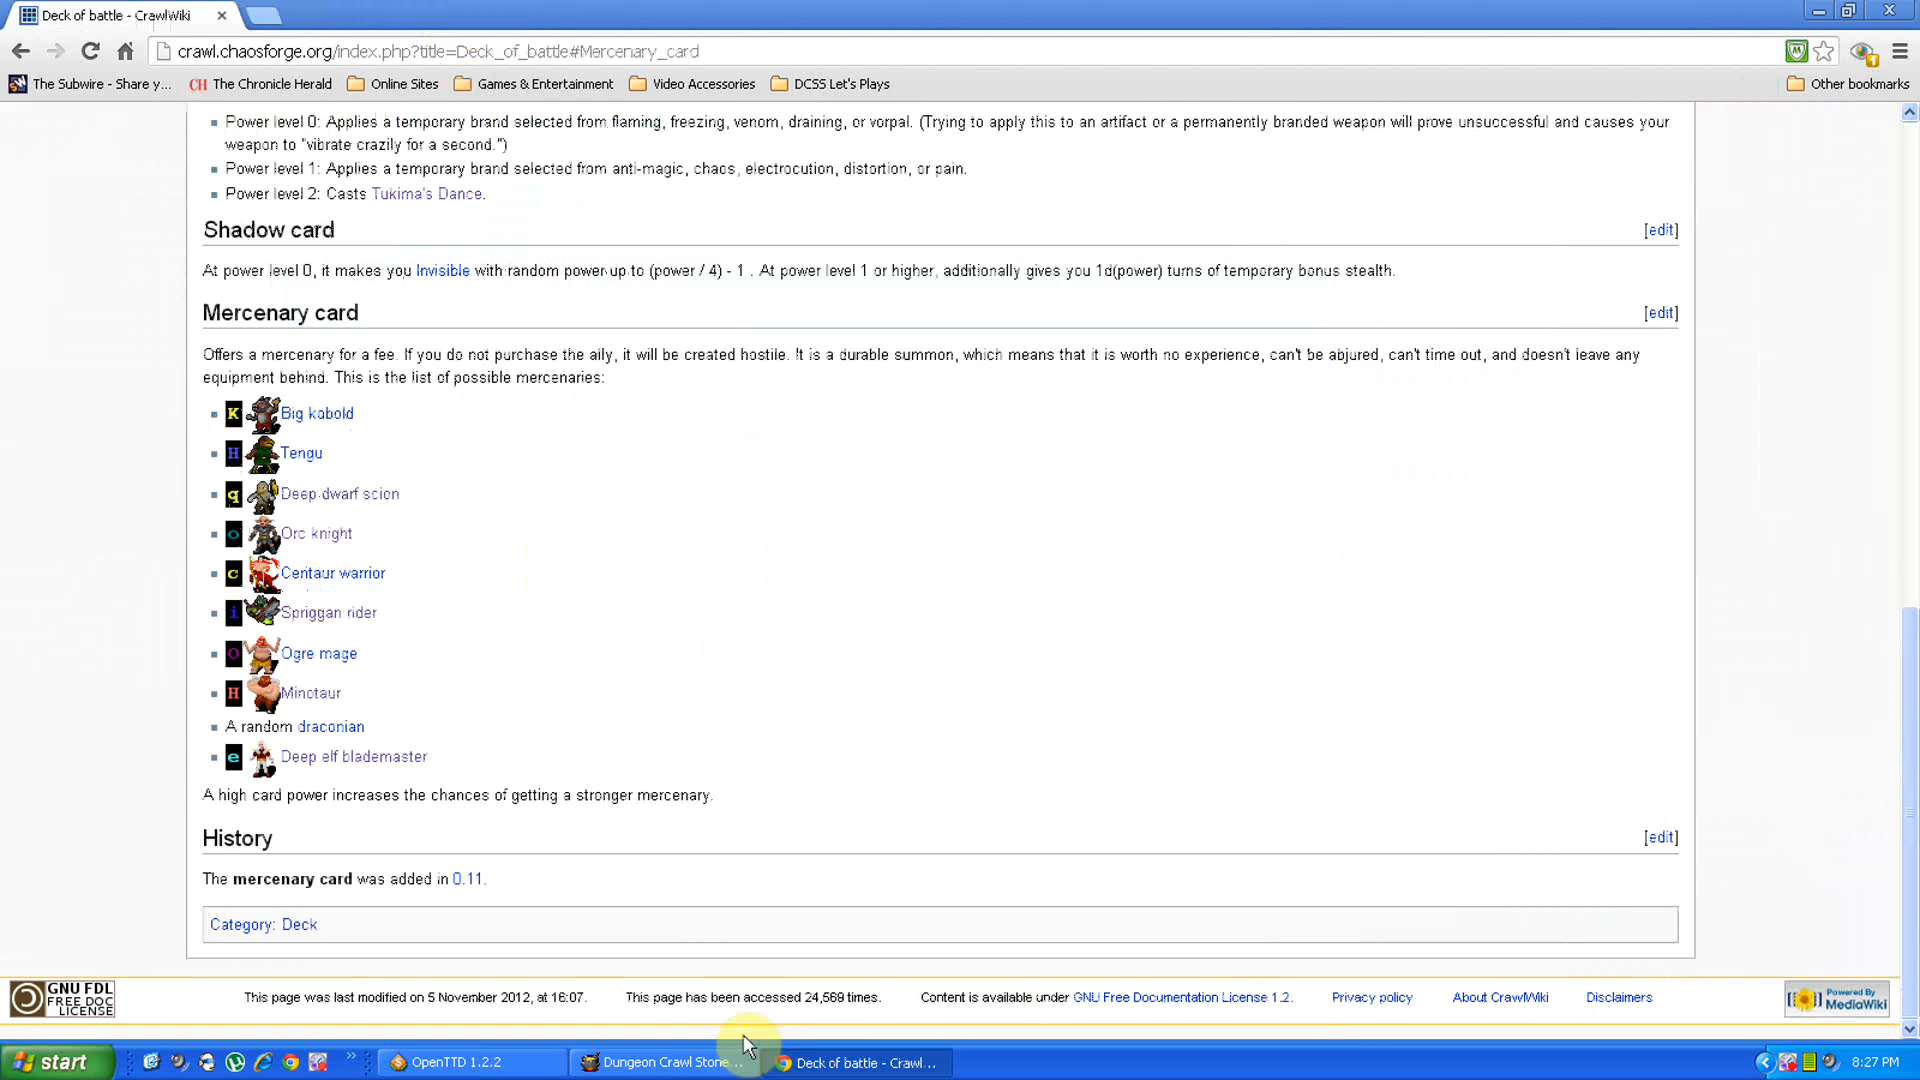 Deck of battle - CrawlWiki
crawl.chaosforge.org/index.php?title=Deck_of_battle#Mercenary_card
The Subwire - Share y...
CH The Chronicle Herald
Online Sites
Games & Entertainment
Video Accessories
DCSS Let's Plays
Other bookmarks
Power level 0: Applies a temporary brand selected from flaming, freezing, venom, draining, or vorpal. (Trying to apply this to an artifact or a permanently branded weapon will prove unsuccessful and causes your
weapon to "vibrate crazily for a second.")
Power level 1: Applies a temporary brand selected from anti-magic, chaos, electrocution, distortion, or pain.
Power level 2: Casts Tukima's Dance.
Shadow card [edit]
At power level 0, it makes you Invisible with random power up to (power / 4) - 1 . At power level 1 or higher, additionally gives you 1d(power) turns of temporary bonus stealth.
Mercenary card [edit]
Offers a mercenary for a fee. If you do not purchase the ally, it will be created hostile. It is a durable summon, which means that it is worth no experience, can't be abjured, can't time out, and doesn't leave any
equipment behind. This is the list of possible mercenaries:
K Big kobold
H Tengu
q Deep dwarf scion
o Orc knight
c Centaur warrior
i Spriggan rider
O Ogre mage
H Minotaur
A random draconian
e Deep elf blademaster
A high card power increases the chances of getting a stronger mercenary.
History [edit]
The mercenary card was added in 0.11.
Category: Deck
GNU FDL
FREE DOC
LICENSE
This page was last modified on 5 November 2012, at 16:07.
This page has been accessed 24,569 times.
Content is available under GNU Free Documentation License 1.2.
Privacy policy
About CrawlWiki
Disclaimers
Powered By
MediaWiki
start
OpenTTD 1.2.2
Dungeon Crawl Stone ...
Deck of battle - Crawl...
8:27 PM